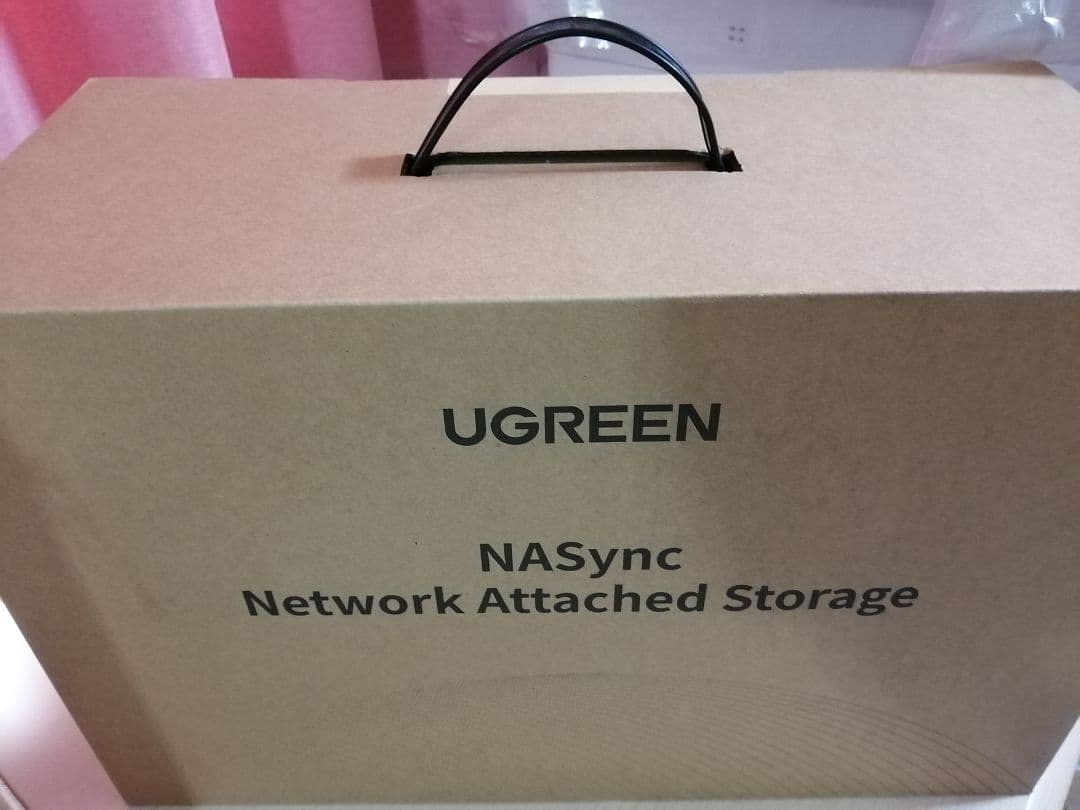 UGREEN
NASync
Network Attached Storage